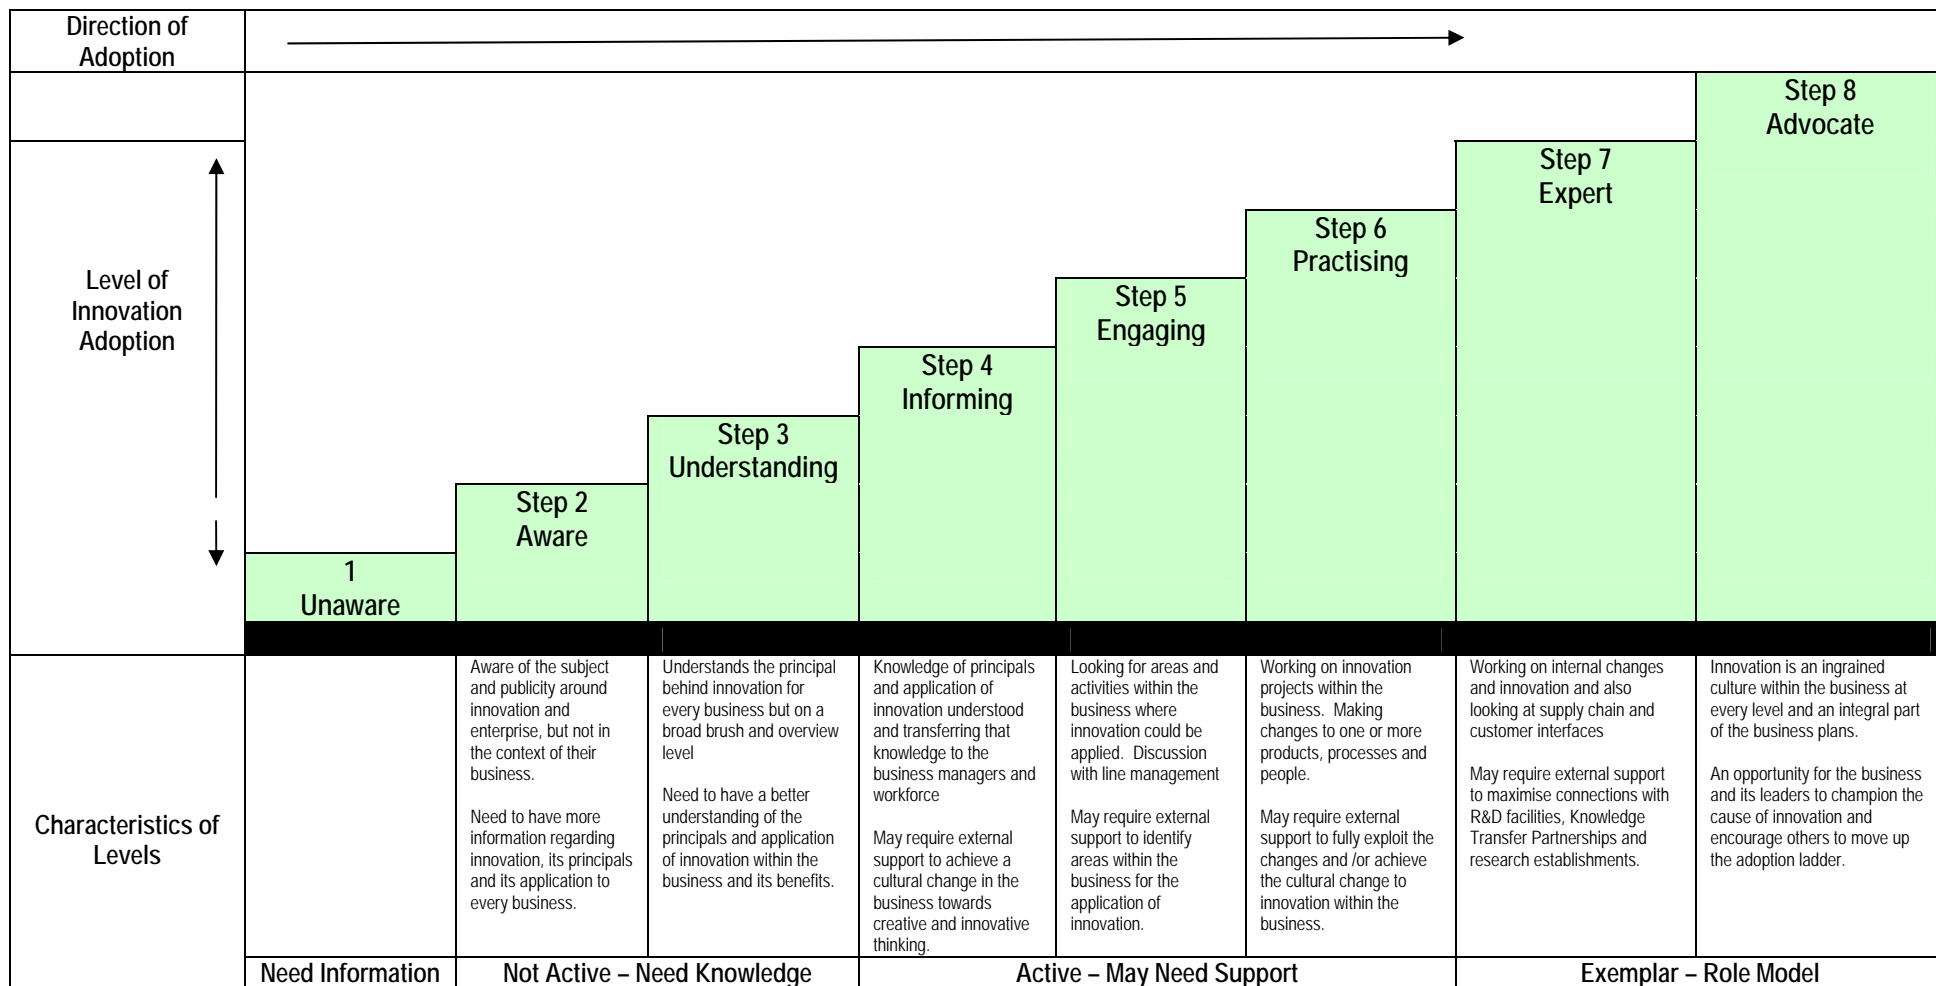 Direction of
Adoption
Step 8
Advocate
Step 7
Expert
Step 6
Practising
Level of
Innovation
Adoption
Step 5
Engaging
Step 4
Informing
Step 3
Understanding
Step 2
Aware
1
Unaware
Characteristics of
Levels
Aware of the subject
and publicity around
innovation and
enterprise, but not in
the context of their
business.
Need to have more
information regarding
innovation, its principals
and its application to
every business.
Understands the principal
behind innovation for
every business but on a
broad brush and overview
level
Need to have a better
understanding of the
principals and application
of innovation within the
business and its benefits.
Knowledge of principals
and application of
innovation understood
and transferring that
knowledge to the
business managers and
workforce
May require external
support to achieve a
cultural change in the
business towards
creative and innovative
thinking.
Looking for areas and
activities within the
business where
innovation could be
applied.  Discussion
with line management
May require external
support to identify
areas within the
business for the
application of
innovation.
Working on innovation
projects within the
business.  Making
changes to one or more
products, processes and
people.
May require external
support to fully exploit the
changes and /or achieve
the cultural change to
innovation within the
business.
Working on internal changes
and innovation and also
looking at supply chain and
customer interfaces
May require external support
to maximise connections with
R&D facilities, Knowledge
Transfer Partnerships and
research establishments.
Innovation is an ingrained
culture within the business at
every level and an integral part
of the business plans.
An opportunity for the business
and its leaders to champion the
cause of innovation and
encourage others to move up
the adoption ladder.
Need Information
Not Active – Need Knowledge
Active – May Need Support
Exemplar – Role Model